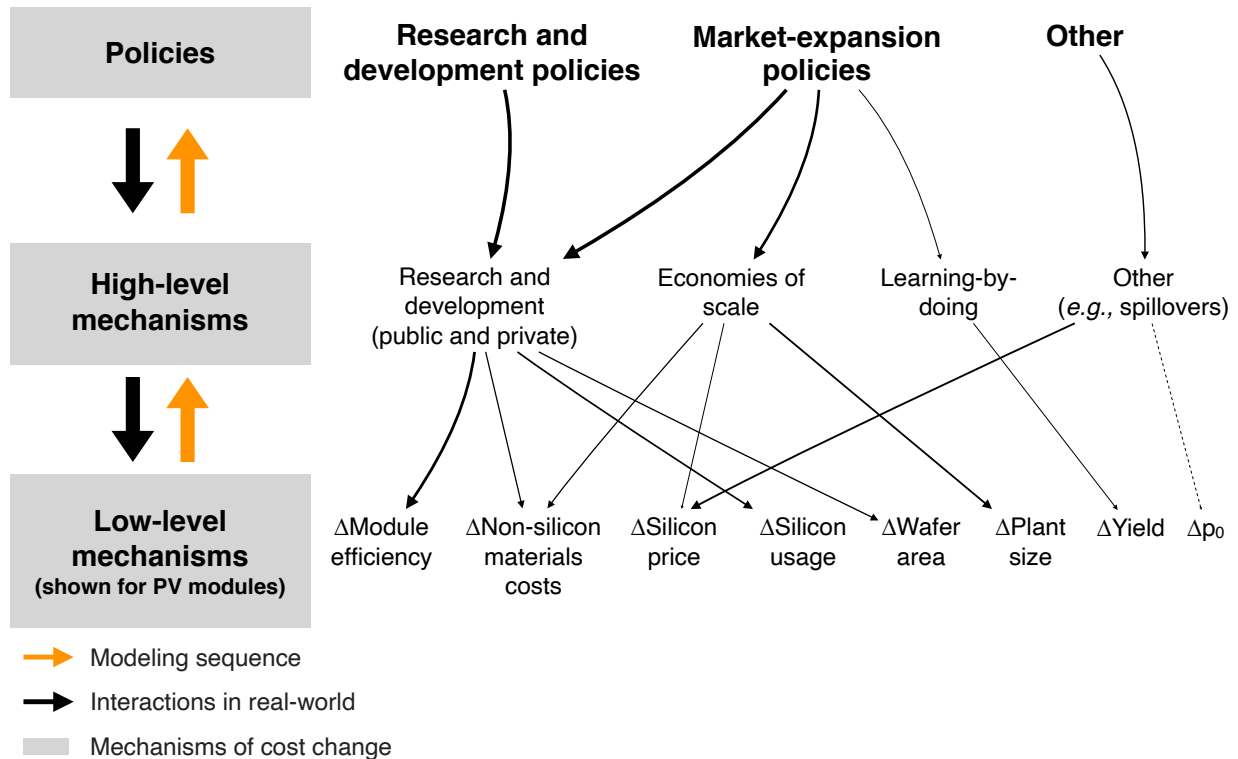 Policies
Research and
development policies
Market-expansion
policies
Other
High-level
mechanisms
Research and
development
(public and private)
Economies of
scale
Learning-by-
doing
Other
(e.g., spillovers)
Low-level
mechanisms
(shown for PV modules)
ΔModule
efficiency
ΔNon-silicon
materials
costs
ΔSilicon
price
ΔSilicon
usage
ΔWafer
area
ΔPlant
size
ΔYield
Δp₀
Modeling sequence
Interactions in real-world
Mechanisms of cost change